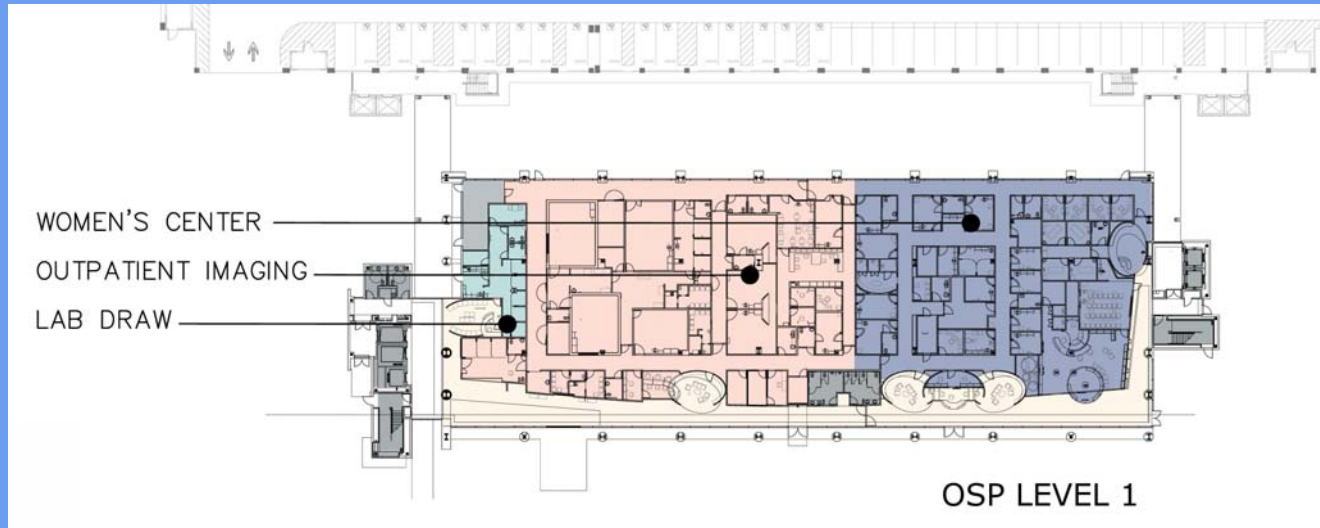 WOMEN'S CENTER
OUTPATIENT IMAGING
LAB DRAW
OSP LEVEL 1